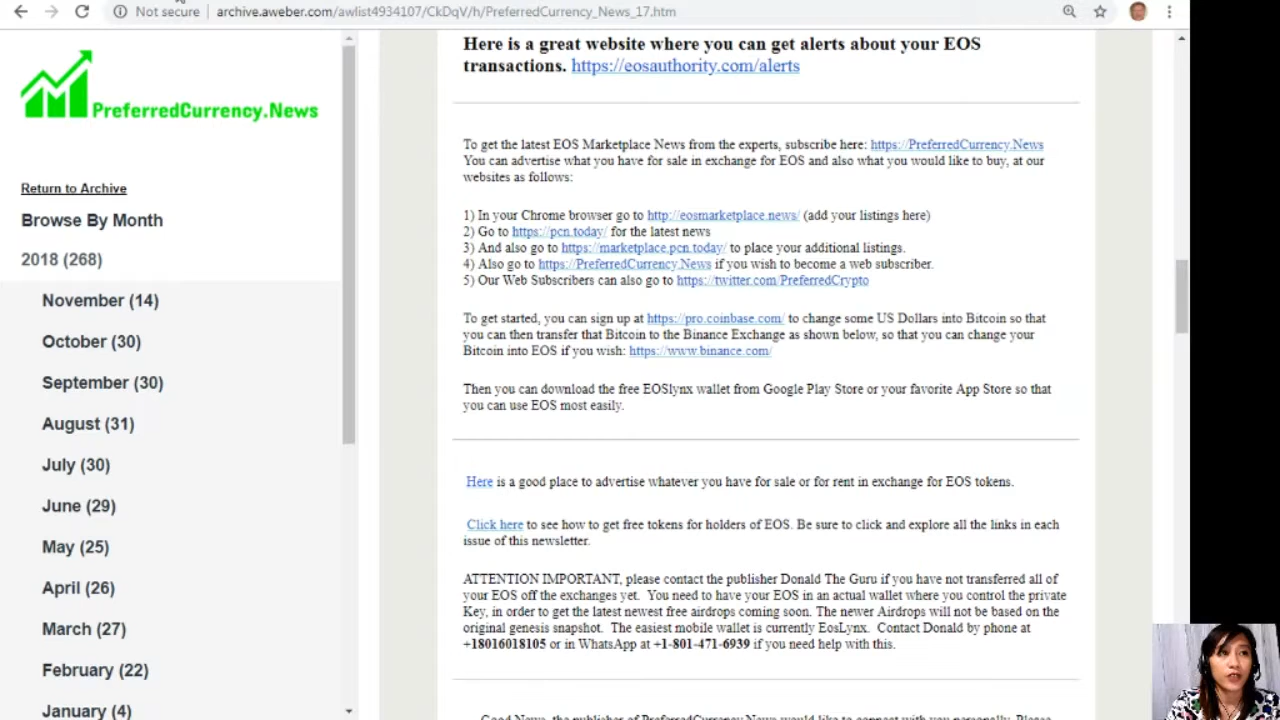 Not secure
archive.aweber.com/awlist4934107/CkDqV/h/PreferredCurrency_News_17.htm
PreferredCurrency.News
Return to Archive
Browse By Month
2018 (268)
November (14)
October (30)
September (30)
August (31)
July (30)
June (29)
May (25)
April (26)
March (27)
February (22)
January (4)
Here is a great website where you can get alerts about your EOS
transactions. https://eosauthority.com/alerts
To get the latest EOS Marketplace News from the experts, subscribe here: https://PreferredCurrency.News
You can advertise what you have for sale in exchange for EOS and also what you would like to buy, at our
websites as follows:
1) In your Chrome browser go to http://eosmarketplace.news/ (add your listings here)
2) Go to https://pcn.today/ for the latest news
3) And also go to https://marketplace.pcn.today/ to place your additional listings.
4) Also go to https://PreferredCurrency.News if you wish to become a web subscriber.
5) Our Web Subscribers can also go to https://twitter.com/PreferredCrypto
To get started, you can sign up at https://pro.coinbase.com/ to change some US Dollars into Bitcoin so that
you can then transfer that Bitcoin to the Binance Exchange as shown below, so that you can change your
Bitcoin into EOS if you wish: https://www.binance.com/
Then you can download the free EOSlynx wallet from Google Play Store or your favorite App Store so that
you can use EOS most easily.
Here is a good place to advertise whatever you have for sale or for rent in exchange for EOS tokens.
Click here to see how to get free tokens for holders of EOS. Be sure to click and explore all the links in each
issue of this newsletter.
ATTENTION IMPORTANT, please contact the publisher Donald The Guru if you have not transferred all of
your EOS off the exchanges yet. You need to have your EOS in an actual wallet where you control the private
Key, in order to get the latest newest free airdrops coming soon. The newer Airdrops will not be based on the
original genesis snapshot. The easiest mobile wallet is currently EosLynx. Contact Donald by phone at
+18016018105 or in WhatsApp at +1-801-471-6939 if you need help with this.
Good News, the publisher of PreferredCurrency News would like to connect with you personally. Please